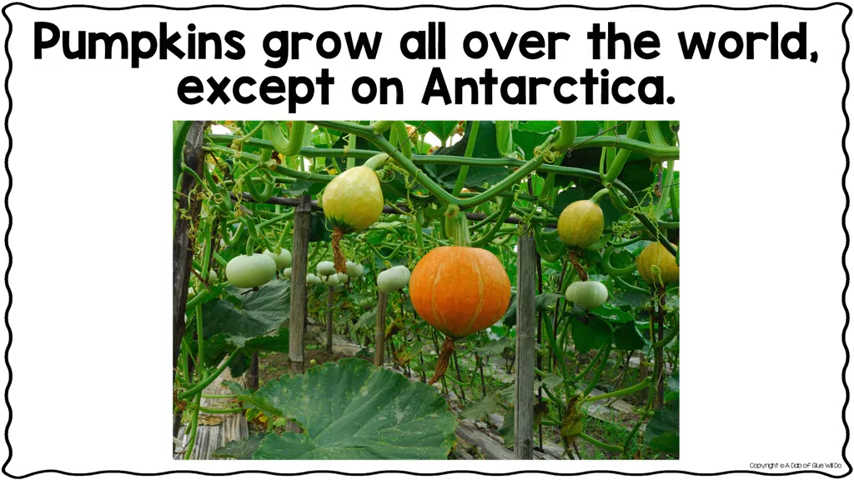 Pumpkins grow all over the world,
except on Antarctica.
Copyright © A Dab of Glue Will Do